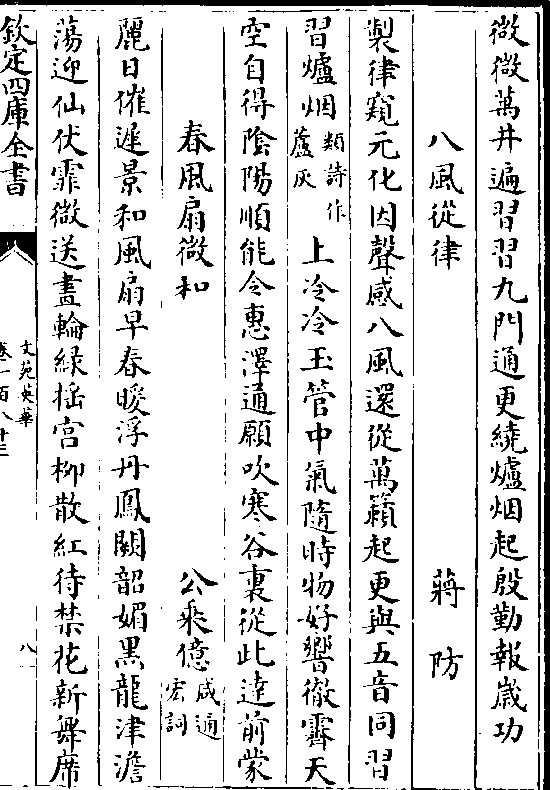 微微萬井遍習習九門通更繞爐烟起殷勤報歲功
八風從律 蔣防
製律窺元化因聲感八風還從萬籟起更與五音同習
習爐烟類詩作蘆灰上泠泠玉管中氣隨時物好響徹霽天
空自得陰陽順能令惠澤通願吹寒谷裏從此達前蒙
春風扇微和 公乘億咸通宏詞
麗日催遲景和風扇早春暖浮丹鳳闕韶媚黑龍津澹
蕩迎仙仗霏微送晝輪綠搖宫柳散紅待禁花新舞席
欽定四庫全書
文苑英華
卷一百八十三
八